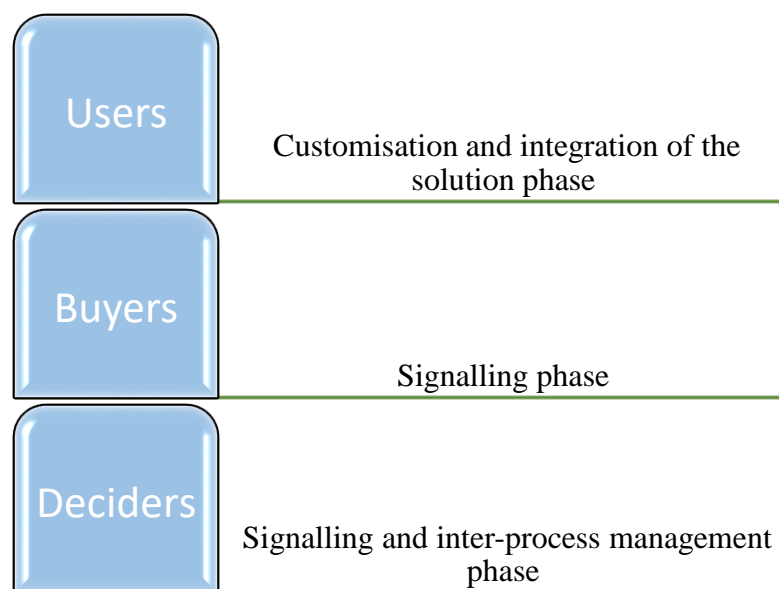 Users
Customisation and integration of the
solution phase
Buyers
Signalling phase
Deciders
Signalling and inter-process management
phase